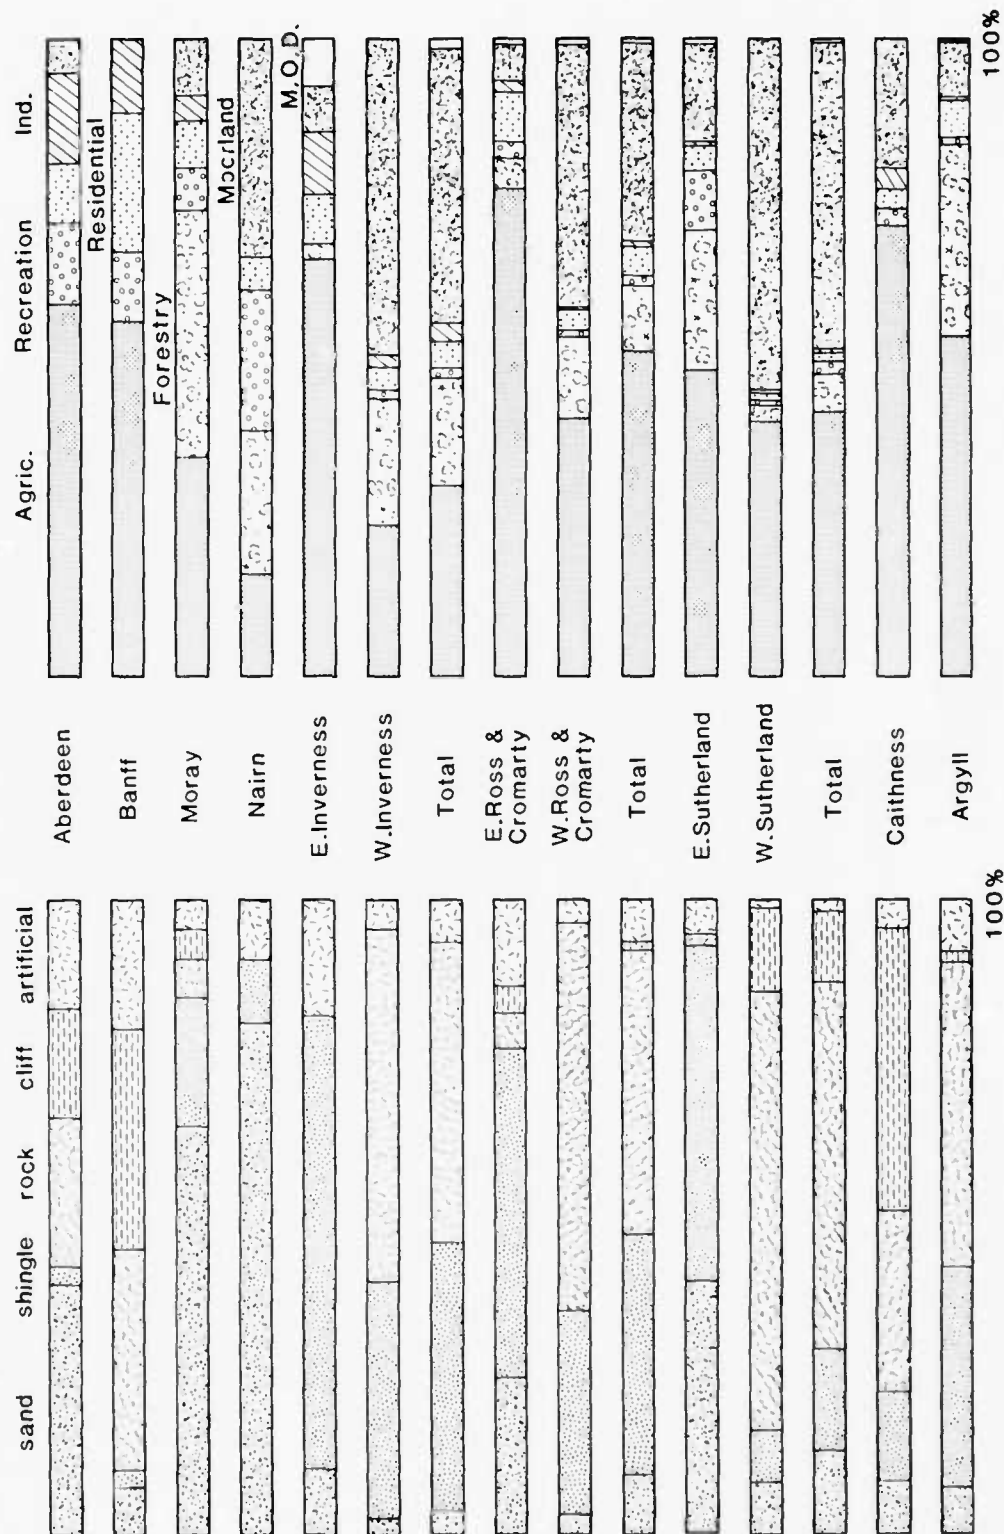 Agric.
Recreation
Ind.
Residential
Forestry
Moorland
M.O.D.
100%
Aberdeen
Banff
Moray
Nairn
E.Inverness
W.Inverness
Total
E.Ross &
Cromarty
W.Ross &
Cromarty
Total
E.Sutherland
W.Sutherland
Total
Caithness
Argyll
sand
shingle
rock
cliff
artificial
100%